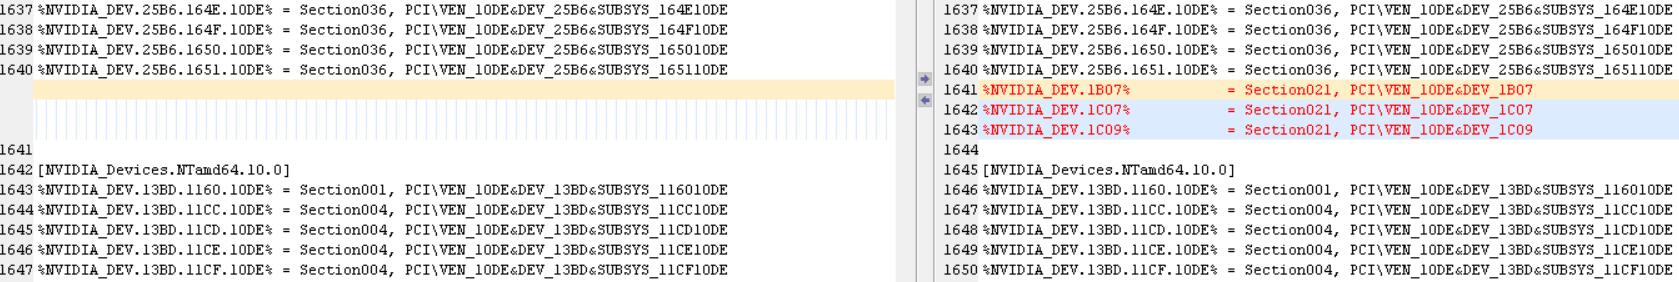 1637 %NVIDIA_DEV.25B6.164E.10DE% = Section036, PCI\VEN_10DE&DEV_25B6&SUBSYS_164E10DE
1638 %NVIDIA_DEV.25B6.164F.10DE% = Section036, PCI\VEN_10DE&DEV_25B6&SUBSYS_164F10DE
1639 %NVIDIA_DEV.25B6.1650.10DE% = Section036, PCI\VEN_10DE&DEV_25B6&SUBSYS_165010DE
1640 %NVIDIA_DEV.25B6.1651.10DE% = Section036, PCI\VEN_10DE&DEV_25B6&SUBSYS_165110DE
1641
1642 [NVIDIA_Devices.NTamd64.10.0]
1643 %NVIDIA_DEV.13BD.1160.10DE% = Section001, PCI\VEN_10DE&DEV_13BD&SUBSYS_116010DE
1644 %NVIDIA_DEV.13BD.11CC.10DE% = Section004, PCI\VEN_10DE&DEV_13BD&SUBSYS_11CC10DE
1645 %NVIDIA_DEV.13BD.11CD.10DE% = Section004, PCI\VEN_10DE&DEV_13BD&SUBSYS_11CD10DE
1646 %NVIDIA_DEV.13BD.11CE.10DE% = Section004, PCI\VEN_10DE&DEV_13BD&SUBSYS_11CE10DE
1647 %NVIDIA_DEV.13BD.11CF.10DE% = Section004, PCI\VEN_10DE&DEV_13BD&SUBSYS_11CF10DE
1637 %NVIDIA_DEV.25B6.164E.10DE% = Section036, PCI\VEN_10DE&DEV_25B6&SUBSYS_164E10DE
1638 %NVIDIA_DEV.25B6.164F.10DE% = Section036, PCI\VEN_10DE&DEV_25B6&SUBSYS_164F10DE
1639 %NVIDIA_DEV.25B6.1650.10DE% = Section036, PCI\VEN_10DE&DEV_25B6&SUBSYS_165010DE
1640 %NVIDIA_DEV.25B6.1651.10DE% = Section036, PCI\VEN_10DE&DEV_25B6&SUBSYS_165110DE
1641 %NVIDIA_DEV.1B07% = Section021, PCI\VEN_10DE&DEV_1B07
1642 %NVIDIA_DEV.1C07% = Section021, PCI\VEN_10DE&DEV_1C07
1643 %NVIDIA_DEV.1C09% = Section021, PCI\VEN_10DE&DEV_1C09
1644
1645 [NVIDIA_Devices.NTamd64.10.0]
1646 %NVIDIA_DEV.13BD.1160.10DE% = Section001, PCI\VEN_10DE&DEV_13BD&SUBSYS_116010DE
1647 %NVIDIA_DEV.13BD.11CC.10DE% = Section004, PCI\VEN_10DE&DEV_13BD&SUBSYS_11CC10DE
1648 %NVIDIA_DEV.13BD.11CD.10DE% = Section004, PCI\VEN_10DE&DEV_13BD&SUBSYS_11CD10DE
1649 %NVIDIA_DEV.13BD.11CE.10DE% = Section004, PCI\VEN_10DE&DEV_13BD&SUBSYS_11CE10DE
1650 %NVIDIA_DEV.13BD.11CF.10DE% = Section004, PCI\VEN_10DE&DEV_13BD&SUBSYS_11CF10DE